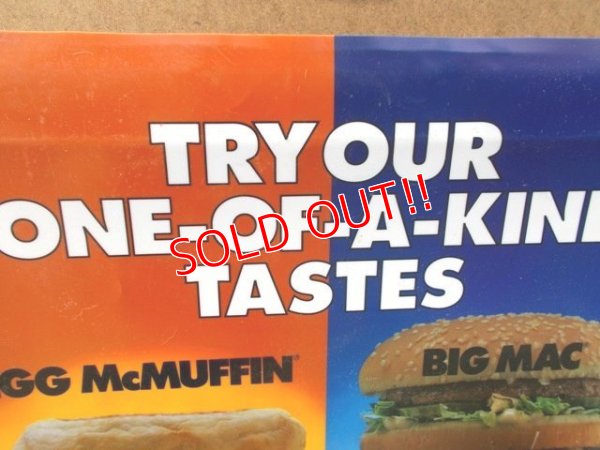 TRY OUR
ONE-OF-A-KIN
TASTES
SOLD OUT!!
GG McMUFFIN®
BIG MAC